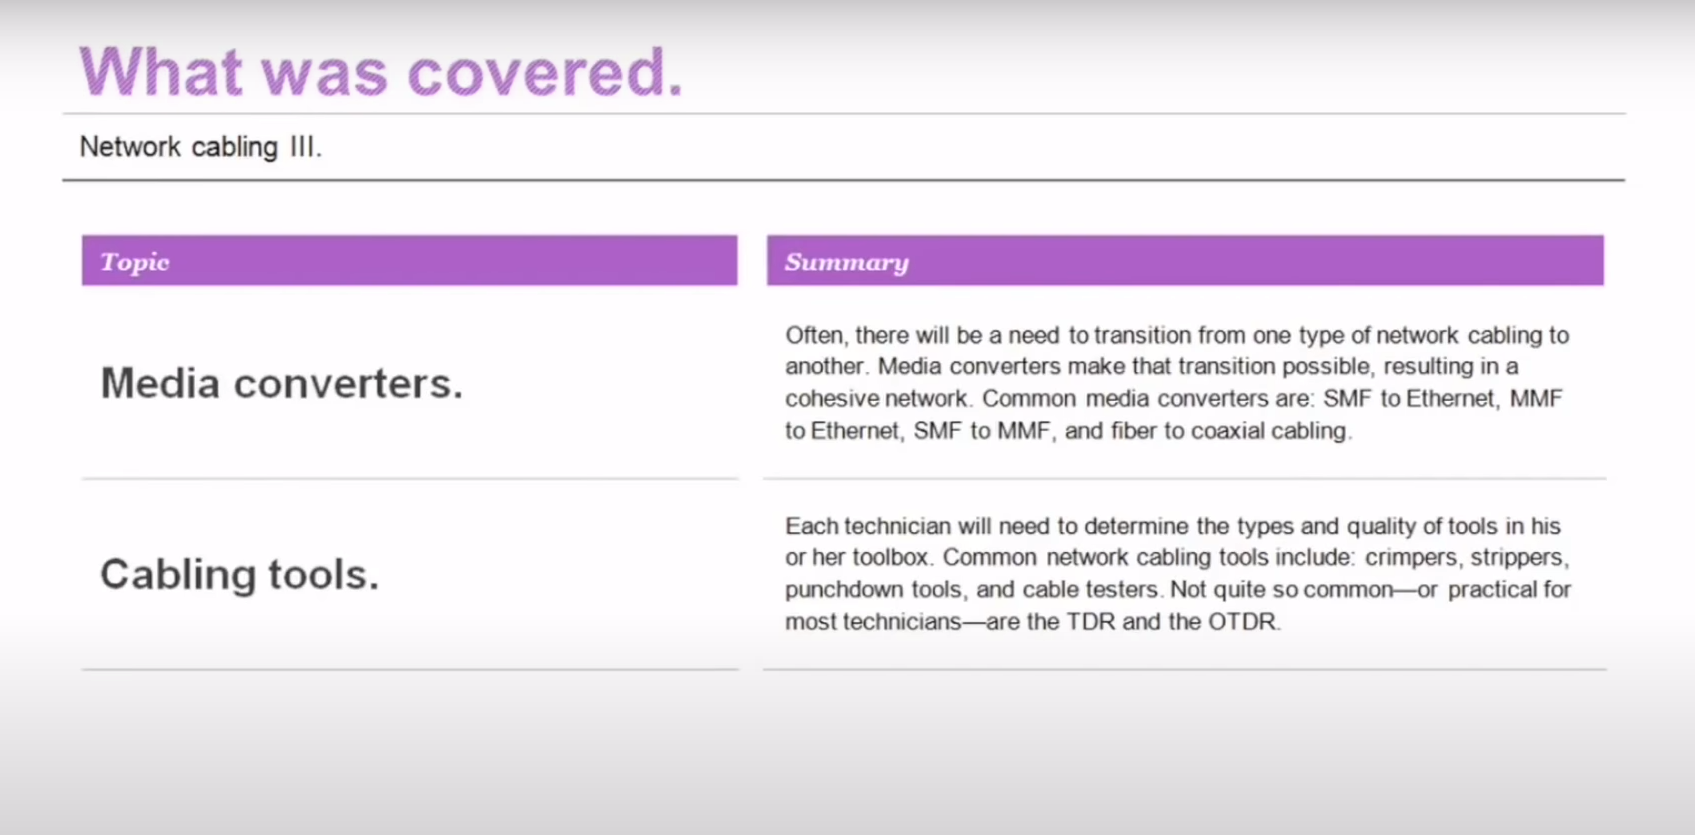 What was covered.
Network cabling III.
Topic
Summary
Media converters.
Often, there will be a need to transition from one type of network cabling to
another. Media converters make that transition possible, resulting in a
cohesive network. Common media converters are: SMF to Ethernet, MMF
to Ethernet, SMF to MMF, and fiber to coaxial cabling.
Cabling tools.
Each technician will need to determine the types and quality of tools in his
or her toolbox. Common network cabling tools include: crimpers, strippers,
punchdown tools, and cable testers. Not quite so common—or practical for
most technicians—are the TDR and the OTDR.